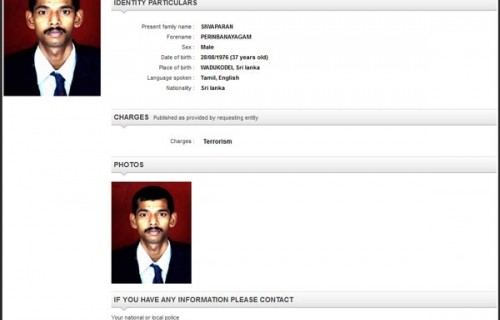 IDENTITY PARTICULARS
Present family name : SIVAPARAN
Forename : PERINBANAYAGAM
Sex : Male
Date of birth : 28/08/1976 (37 years old)
Place of birth : WADUKODEI, Sri lanka
Language spoken : Tamil, English
Nationality : Sri lanka
CHARGES Published as provided by requesting entity
Charges : Terrorism
PHOTOS
IF YOU HAVE ANY INFORMATION PLEASE CONTACT
Your national or local police